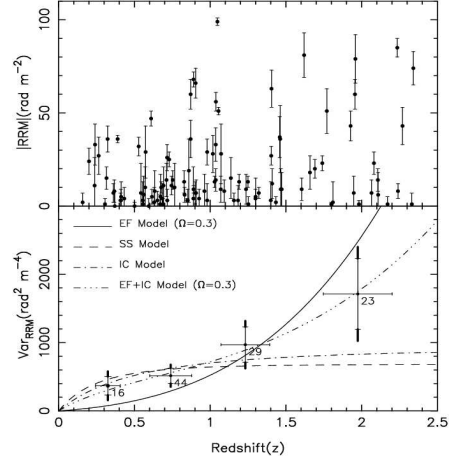 |RRM|(rad m⁻²)
100
50
0
EF Model (Ω=0.3)
SS Model
IC Model
EF+IC Model (Ω=0.3)
Var_RRM(rad² m⁻⁴)
2000
1000
0
16
44
29
23
0 0.5 1 1.5 2 2.5
Redshift(z)